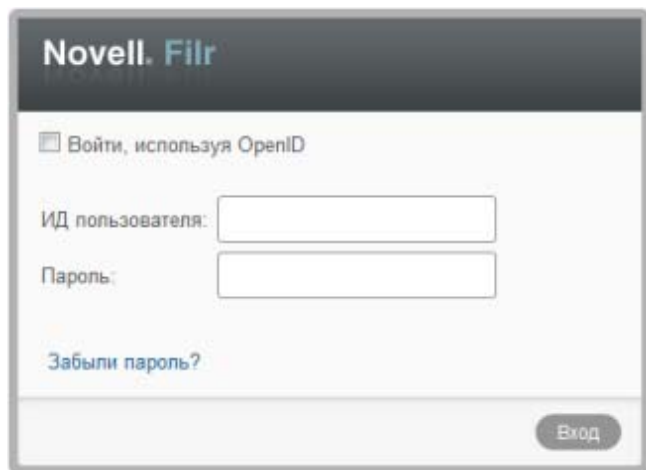 Novell. Filr
Войти, используя OpenID
ИД пользователя:
Пароль:
Забыли пароль?
Вход